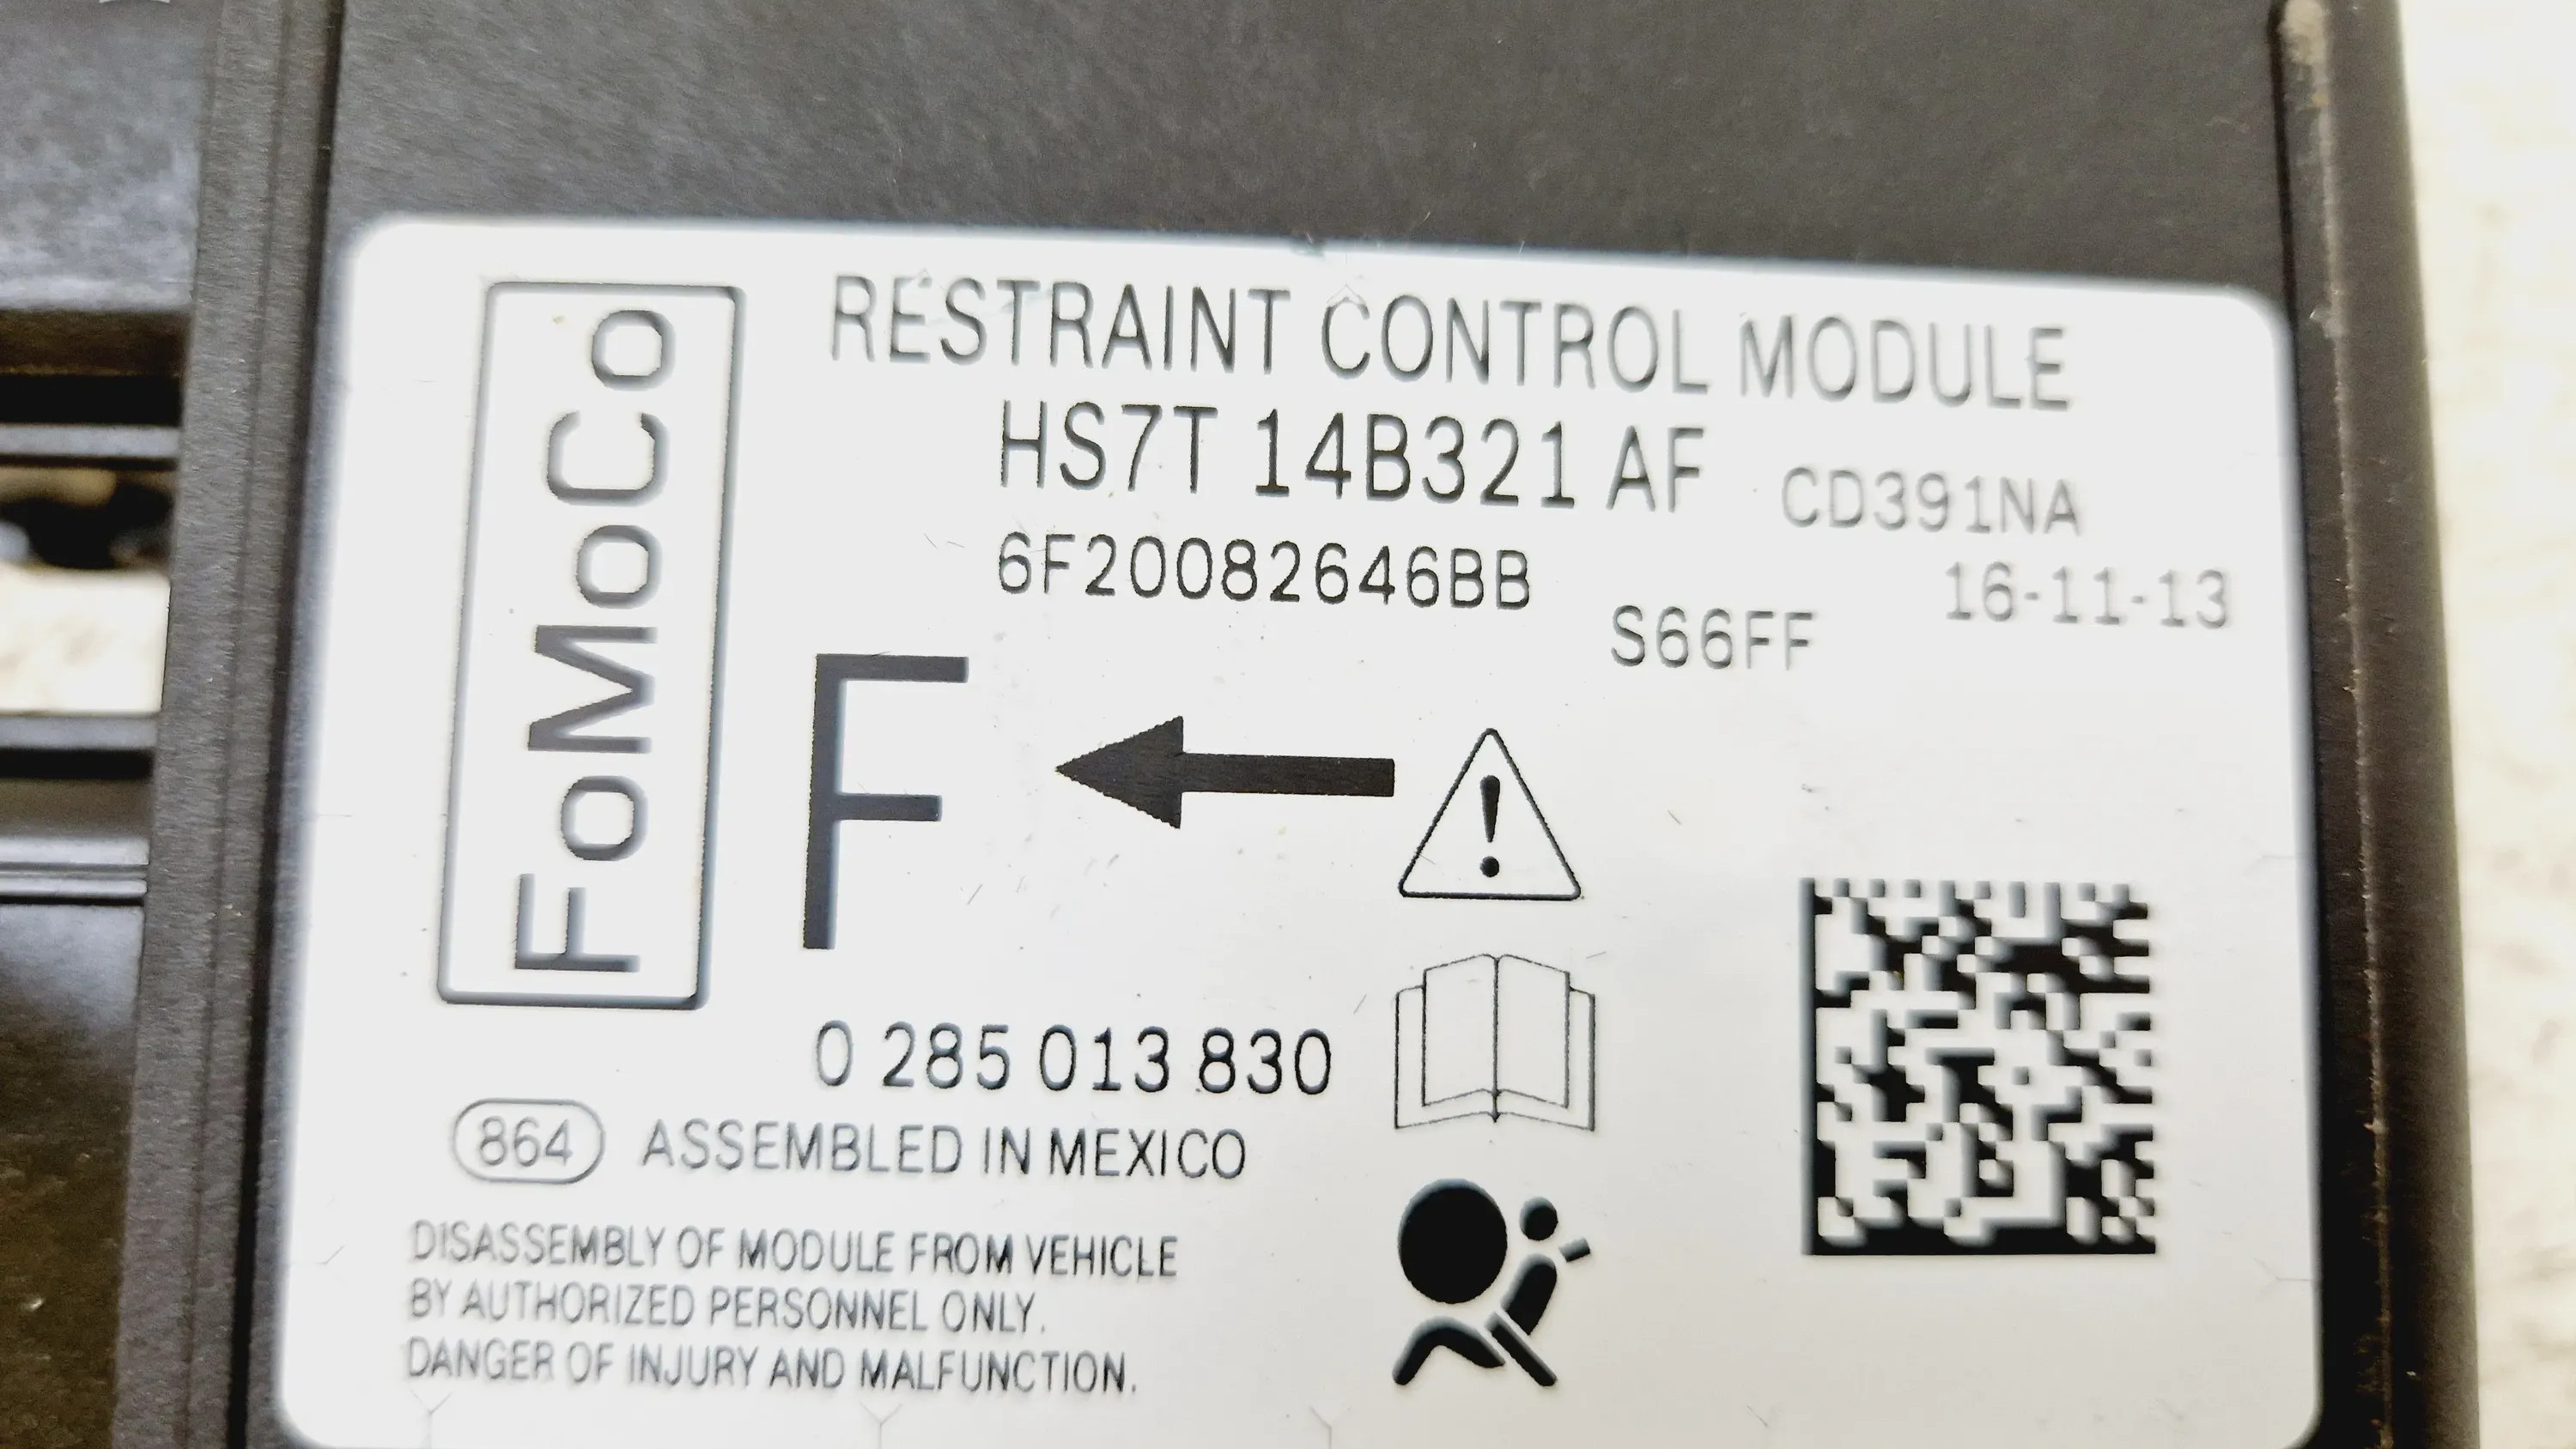 FoMoCo
RESTRAINT CONTROL MODULE
HS7T 14B321 AF CD391NA
6F20082646BB
S66FF
16-11-13
F
0 285 013 830
864 ASSEMBLED IN MEXICO
DISASSEMBLY OF MODULE FROM VEHICLE
BY AUTHORIZED PERSONNEL ONLY.
DANGER OF INJURY AND MALFUNCTION.